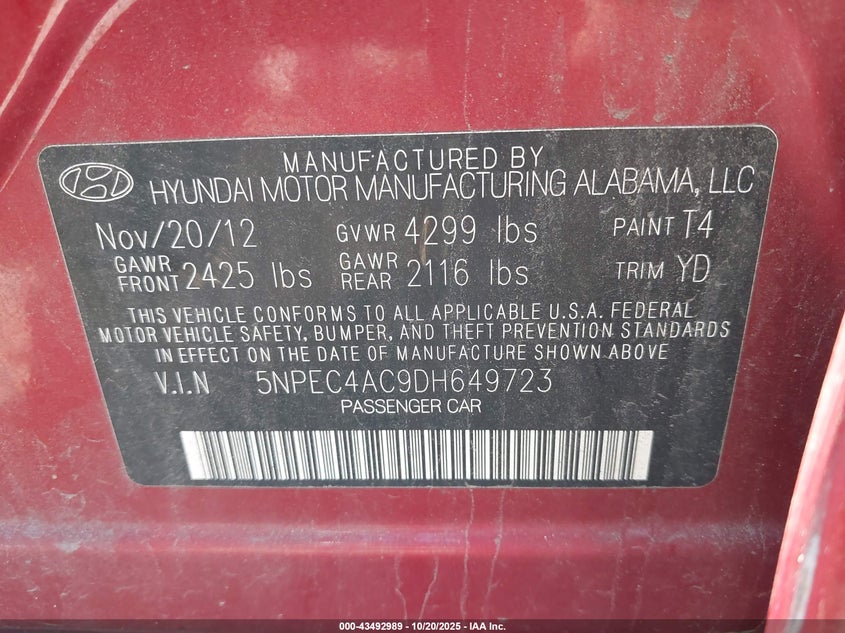 MANUFACTURED BY
HYUNDAI MOTOR MANUFACTURING ALABAMA, LLC
Nov/20/12 GVWR 4299 lbs PAINT T4
GAWR FRONT 2425 lbs GAWR REAR 2116 lbs TRIM YD
THIS VEHICLE CONFORMS TO ALL APPLICABLE U.S.A. FEDERAL
MOTOR VEHICLE SAFETY, BUMPER, AND THEFT PREVENTION STANDARDS
IN EFFECT ON THE DATE OF MANUFACTURE SHOWN ABOVE
V.I.N 5NPEC4AC9DH649723
PASSENGER CAR
000-43492989 - 10/20/2025 - IAA Inc.